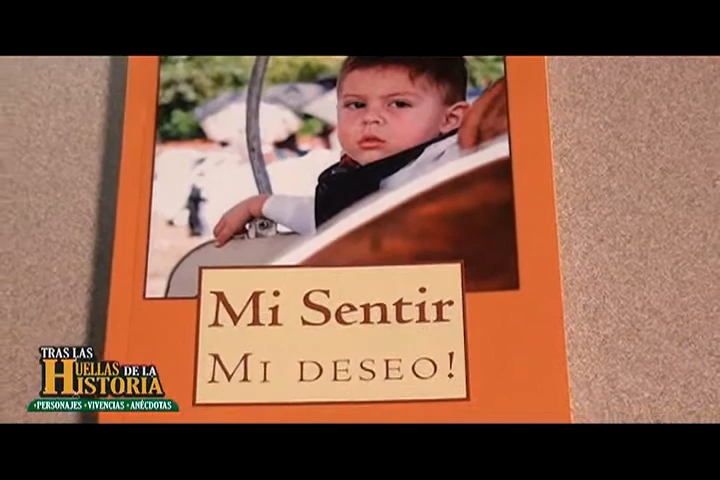 Mi Sentir
MI DESEO!
TRAS LAS
HUELLAS DE LA
HISTORIA
•PERSONAJES •VIVENCIAS •ANÉCDOTAS